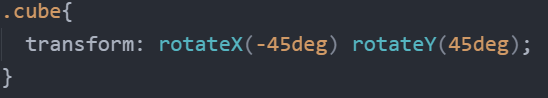 .cube{
  transform: rotateX(-45deg) rotateY(45deg);
}